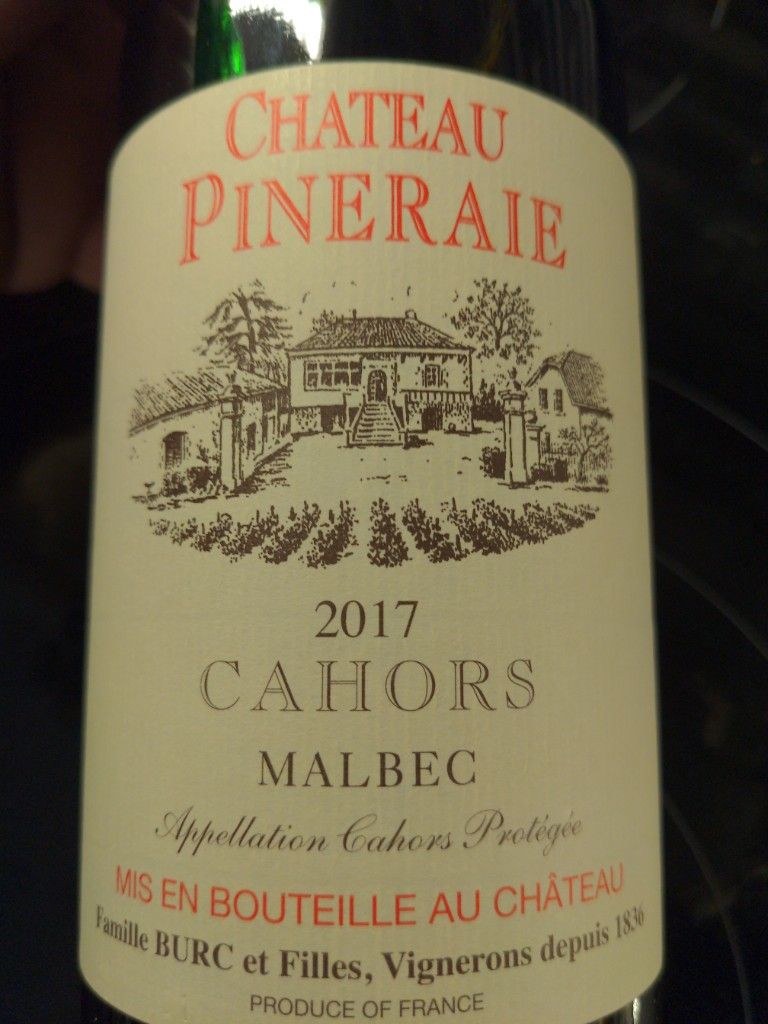 CHATEAU
PINERAIE
2017
CAHORS
MALBEC
Appellation Cahors Protégée
MIS EN BOUTEILLE AU CHÂTEAU
Famille BURC et Filles, Vignerons depuis 1836
PRODUCE OF FRANCE